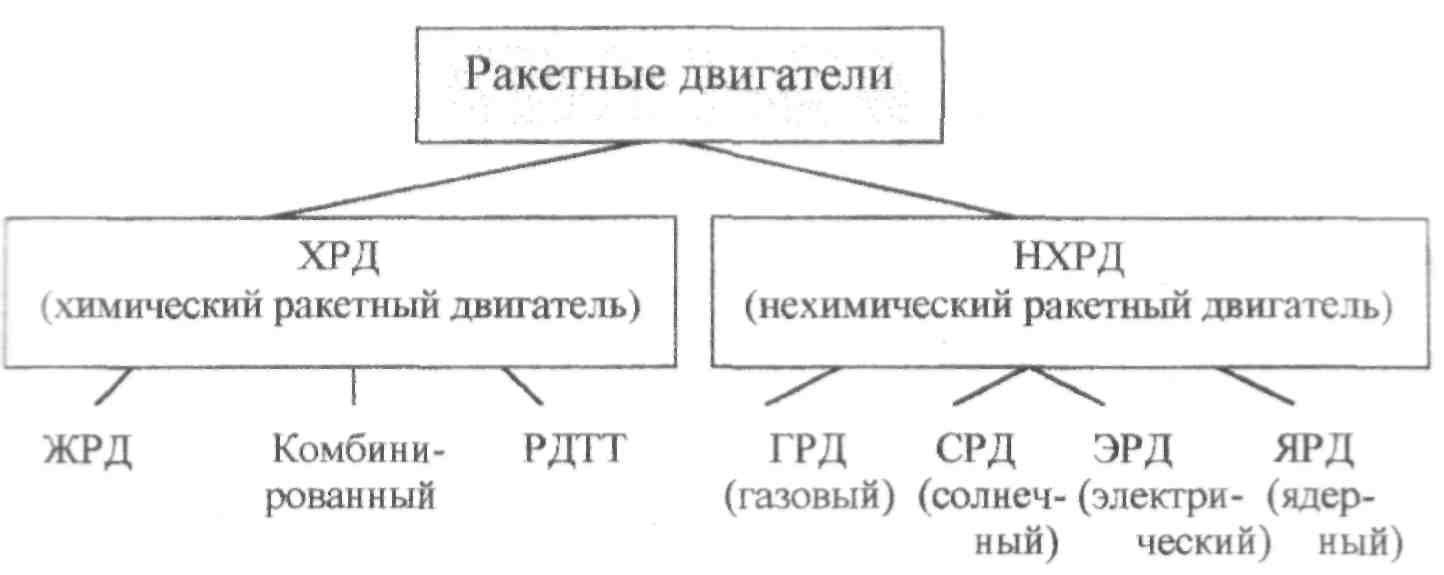 Ракетные двигатели
ХРД
(химический ракетный двигатель)
НХРД
(нехимический ракетный двигатель)
ЖРД
Комбини-
рованный
РДТТ
ГРД
(газовый)
СРД
(солнеч-
ный)
ЭРД
(электри-
ческий)
ЯРД
(ядер-
ный)